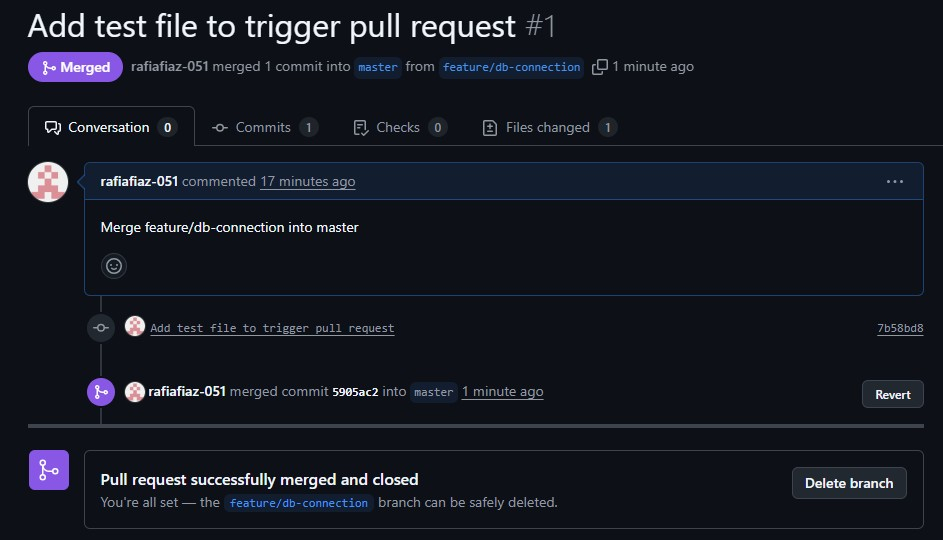 Add test file to trigger pull request #1
Merged rafiafiaz-051 merged 1 commit into master from feature/db-connection 1 minute ago
Conversation 0 Commits 1 Checks 0 Files changed 1
rafiafiaz-051 commented 17 minutes ago ...
Merge feature/db-connection into master
Add test file to trigger pull request 7b58bd8
rafiafiaz-051 merged commit 5905ac2 into master 1 minute ago Revert
Pull request successfully merged and closed
You're all set — the feature/db-connection branch can be safely deleted.
Delete branch